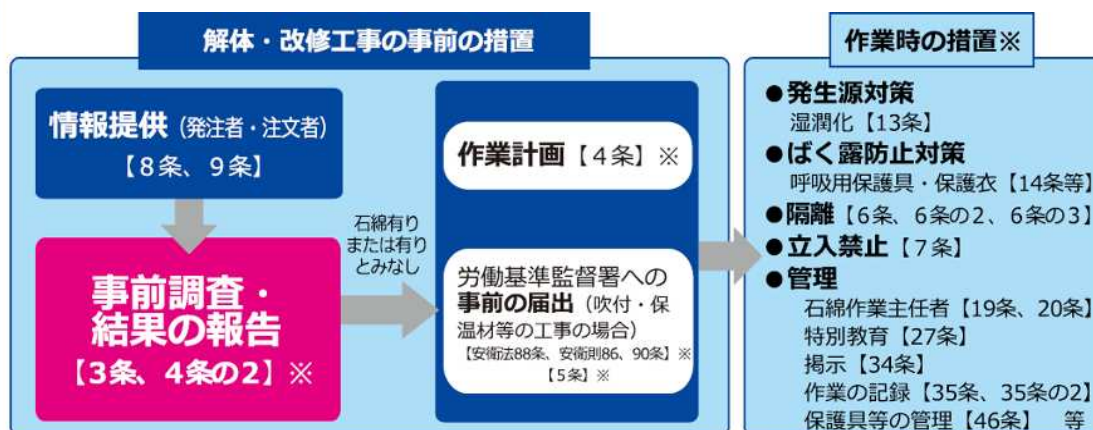 解体・改修工事の事前の措置
情報提供（発注者・注文者）
【８条、９条】
事前調査・
結果の報告
【３条、４条の２】※
石綿有り
または有り
とみなし
作業計画【４条】※
労働基準監督署への
事前の届出（吹付・保
温材等の工事の場合）
【安衛法88条、安衛則86、90条】※
【５条】※
作業時の措置※
●発生源対策
湿潤化【13条】
●ばく露防止対策
呼吸用保護具・保護衣【14条等】
●隔離【６条、６条の２、６条の３】
●立入禁止【７条】
●管理
石綿作業主任者【19条、20条】
特別教育【27条】
掲示【34条】
作業の記録【35条、35条の２】
保護具等の管理【46条】　等